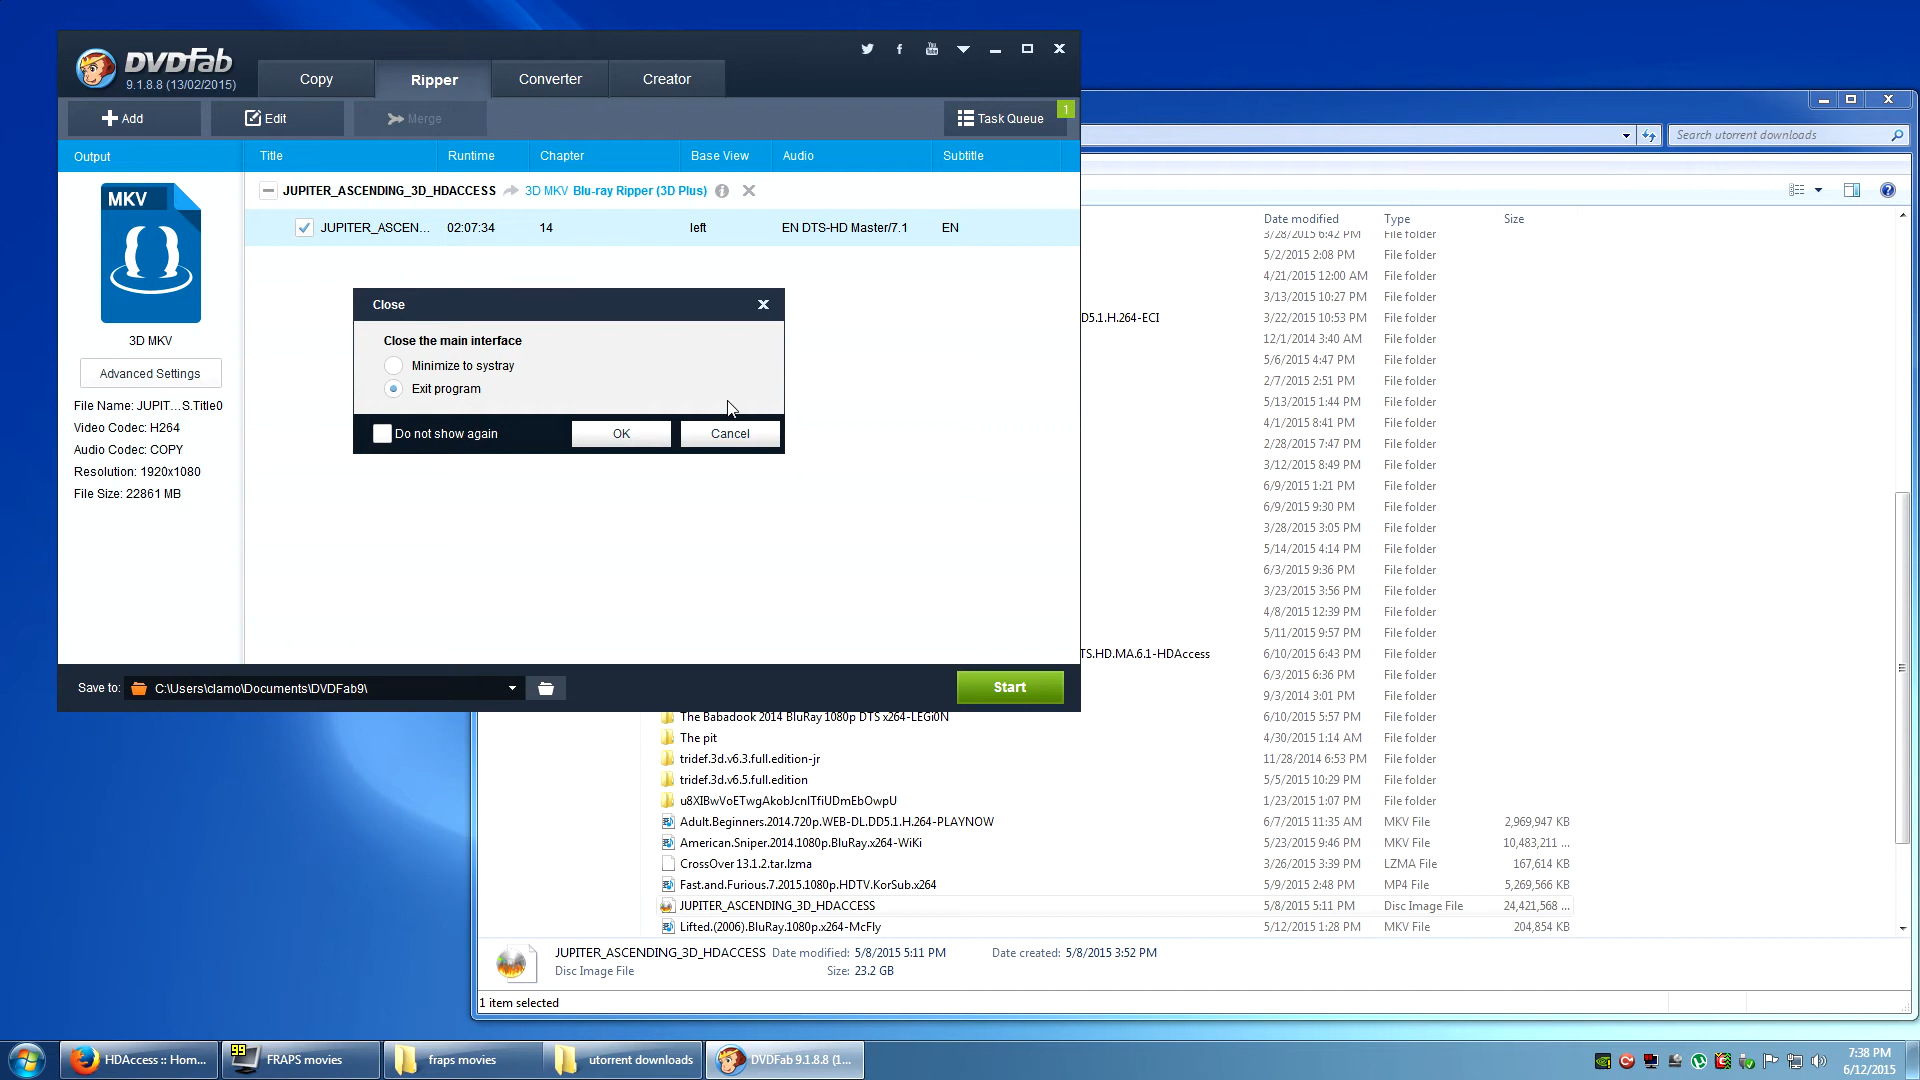 DVDFab
9.1.8.8 (13/02/2015)
Copy
Ripper
Converter
Creator
Add
Edit
Merge
Task Queue
1
Output
Title
Runtime
Chapter
Base View
Audio
Subtitle
MKV
3D MKV
Advanced Settings
File Name: JUPIT...S.Title0
Video Codec: H264
Audio Codec: COPY
Resolution: 1920x1080
File Size: 22861 MB
JUPITER_ASCENDING_3D_HDACCESS
3D MKV Blu-ray Ripper (3D Plus)
JUPITER_ASCEN...
02:07:34
14
left
EN DTS-HD Master/7.1
EN
Close
Close the main interface
Minimize to systray
Exit program
Do not show again
OK
Cancel
Save to:
C:\Users\clamo\Documents\DVDFab9\
Start
Search utorrent downloads
Date modified
Type
Size
3/28/2015 6:42 PM File folder
5/2/2015 2:08 PM File folder
4/21/2015 12:00 AM File folder
3/13/2015 10:27 PM File folder
D5.1.H.264-ECI 3/22/2015 10:53 PM File folder
12/1/2014 3:40 AM File folder
5/6/2015 4:47 PM File folder
2/7/2015 2:51 PM File folder
5/13/2015 1:44 PM File folder
4/1/2015 8:41 PM File folder
2/28/2015 7:47 PM File folder
3/12/2015 8:49 PM File folder
6/9/2015 1:21 PM File folder
6/9/2015 9:30 PM File folder
3/28/2015 3:05 PM File folder
5/14/2015 4:14 PM File folder
6/3/2015 9:36 PM File folder
3/23/2015 3:56 PM File folder
4/8/2015 12:39 PM File folder
5/11/2015 9:57 PM File folder
TS.HD.MA.6.1-HDAccess 6/10/2015 6:43 PM File folder
6/3/2015 6:36 PM File folder
9/3/2014 3:01 PM File folder
The Babadook 2014 BluRay 1080p DTS x264-LEGi0N 6/10/2015 5:57 PM File folder
The pit 4/30/2015 1:14 AM File folder
tridef.3d.v6.3.full.edition-jr 11/28/2014 6:53 PM File folder
tridef.3d.v6.5.full.edition 5/5/2015 10:29 PM File folder
u8XIBwVoETwgAkobJcnlTfiUDmEbOwpU 1/23/2015 1:07 PM File folder
Adult.Beginners.2014.720p.WEB-DL.DD5.1.H.264-PLAYNOW 6/7/2015 11:35 AM MKV File 2,969,947 KB
American.Sniper.2014.1080p.BluRay.x264-WiKi 5/23/2015 9:46 PM MKV File 10,483,211 ...
CrossOver 13.1.2.tar.lzma 3/26/2015 3:39 PM LZMA File 167,614 KB
Fast.and.Furious.7.2015.1080p.HDTV.KorSub.x264 5/9/2015 2:48 PM MP4 File 5,269,566 KB
JUPITER_ASCENDING_3D_HDACCESS 5/8/2015 5:11 PM Disc Image File 24,421,568 ...
Lifted.(2006).BluRay.1080p.x264-McFly 5/12/2015 1:28 PM MKV File 204,854 KB
JUPITER_ASCENDING_3D_HDACCESS Date modified: 5/8/2015 5:11 PM Date created: 5/8/2015 3:52 PM
Disc Image File Size: 23.2 GB
1 item selected
HDAccess :: Hom...
99
FRAPS movies
fraps movies
utorrent downloads
DVDFab 9.1.8.8 (1...
7:38 PM
6/12/2015